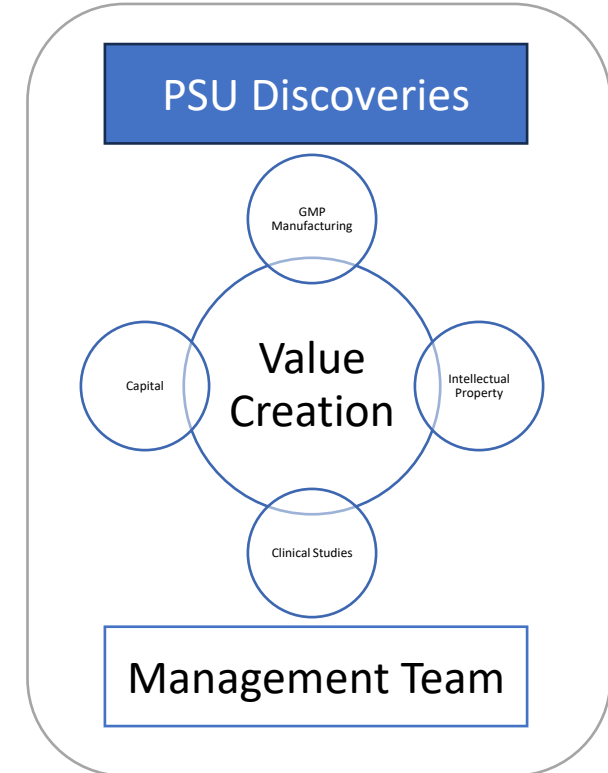 PSU Discoveries
GMP
Manufacturing
Value
Creation
Capital
Intellectual
Property
Clinical Studies
Management Team